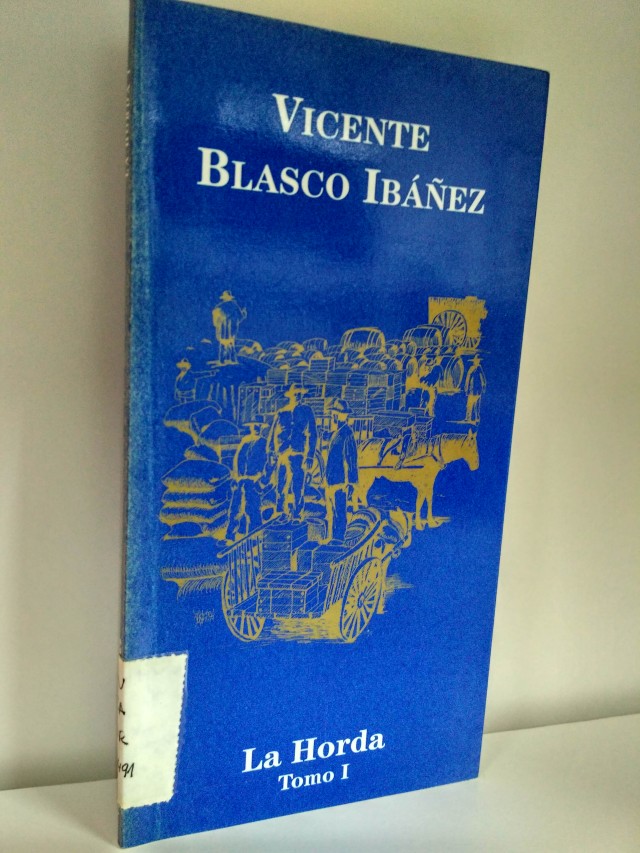 VICENTE
BLASCO IBÁÑEZ
La Horda
Tomo I